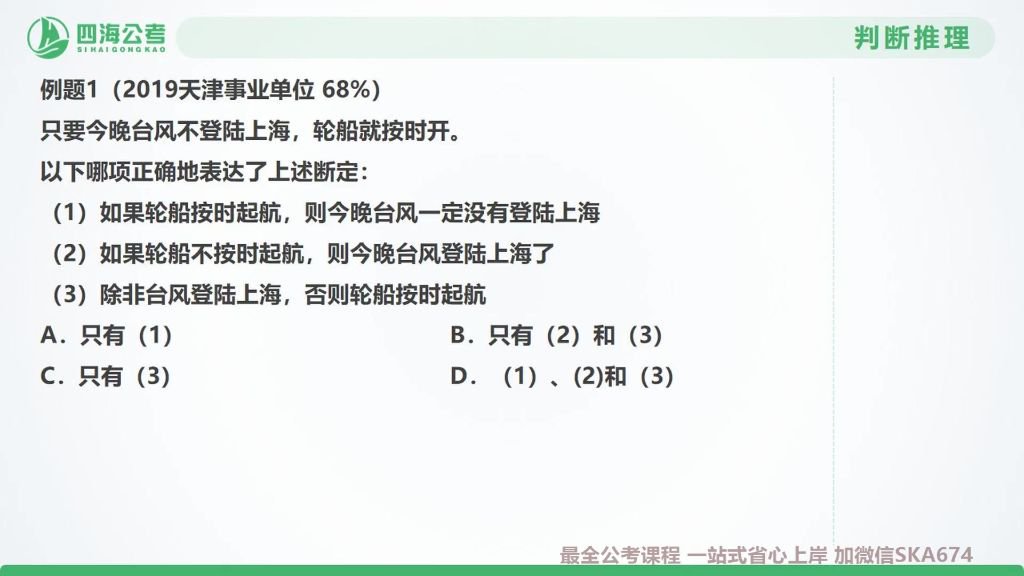 四海公考
SIHAIGONGKAO
判断推理
例题1（2019天津事业单位 68%）
只要今晚台风不登陆上海，轮船就按时开。
以下哪项正确地表达了上述断定：
（1）如果轮船按时起航，则今晚台风一定没有登陆上海
（2）如果轮船不按时起航，则今晚台风登陆上海了
（3）除非台风登陆上海，否则轮船按时起航
A．只有（1）
B．只有（2）和（3）
C．只有（3）
D．（1）、(2)和（3）
最全公考课程 一站式省心上岸 加微信SKA674